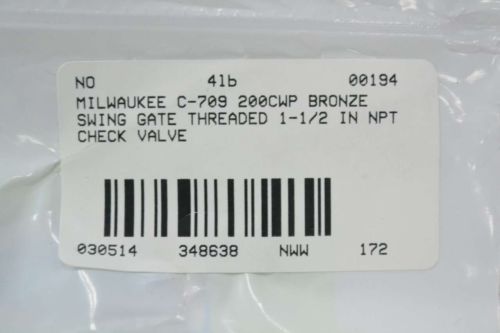 NO 4lb 00194
MILWAUKEE C-709 200CWP BRONZE
SWING GATE THREADED 1-1/2 IN NPT
CHECK VALVE
030514 348638 NWW 172